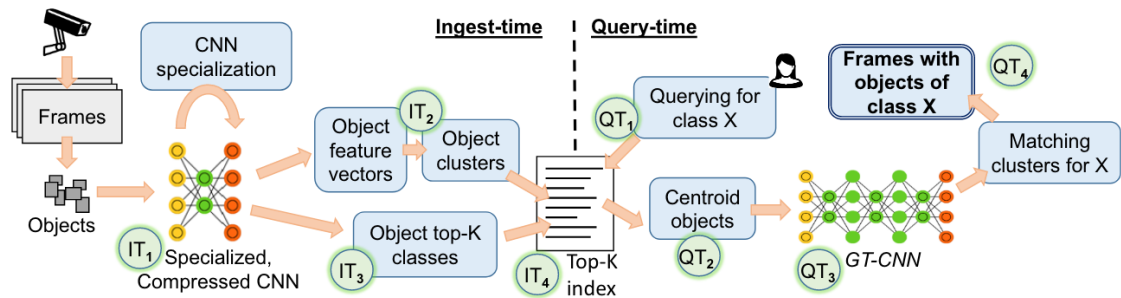 Ingest-time
Query-time
CNN
specialization
Frames
Objects
IT1
Specialized,
Compressed CNN
Object
feature
vectors
IT2
Object
clusters
IT3
Object top-K
classes
IT4
Top-K
index
QT1
Querying for
class X
Centroid
objects
QT2
QT3
GT-CNN
Matching
clusters for X
Frames with
objects of
class X
QT4